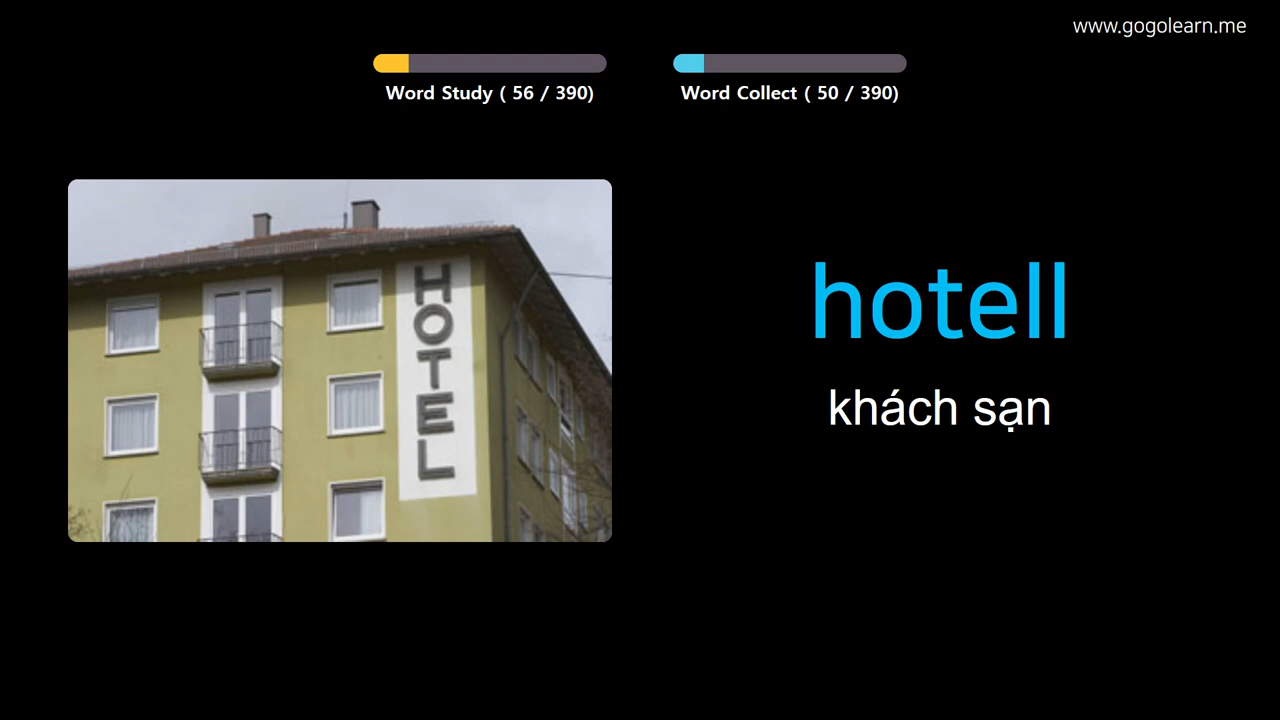 www.gogolearn.me
Word Study ( 56 / 390)
Word Collect ( 50 / 390)
HOTEL
hotell
khách sạn